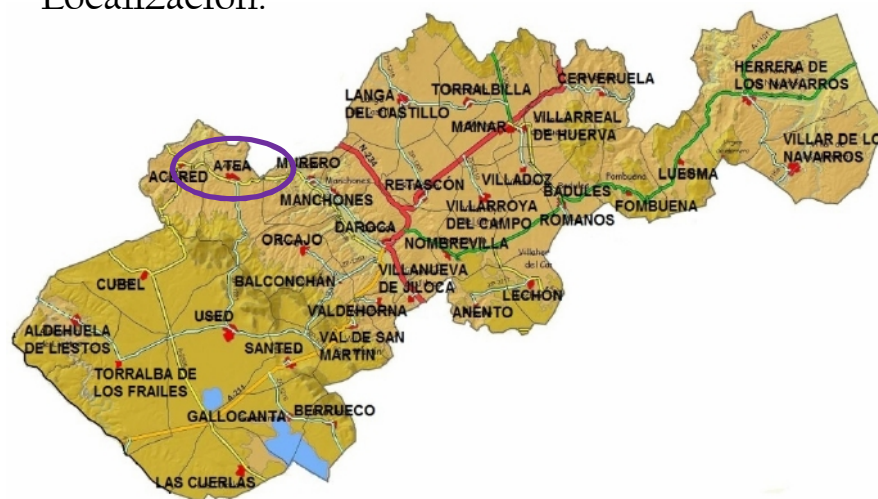 Localización:
HERRERA
DE LOS NAVARROS
LANGA
DEL CASTILLO
TORRALBILLA
CERVERUELA
MAINAR
VILLARREAL
DE HUERVA
VILLAR DE LOS
NAVARROS
ATEA
ACERED
MURERO
N-234
MANCHONES
RETASCÓN
VILLADOZ
BADULES
LUESMA
FOMBUENA
VILLARROYA
DEL CAMPO
ROMANOS
DAROCA
ORCAJO
NOMBREVILLA
BALCONCHÁN
VILLANUEVA
DE JILOCA
CUBEL
LECHÓN
ANENTO
VALDEHORNA
USED
ALDEHUELA
DE LIESTOS
SANTED
VAL DE SAN
MARTÍN
TORRALBA DE
LOS FRAILES
A-211
GALLOCANTA
BERRUECO
LAS CUERLAS